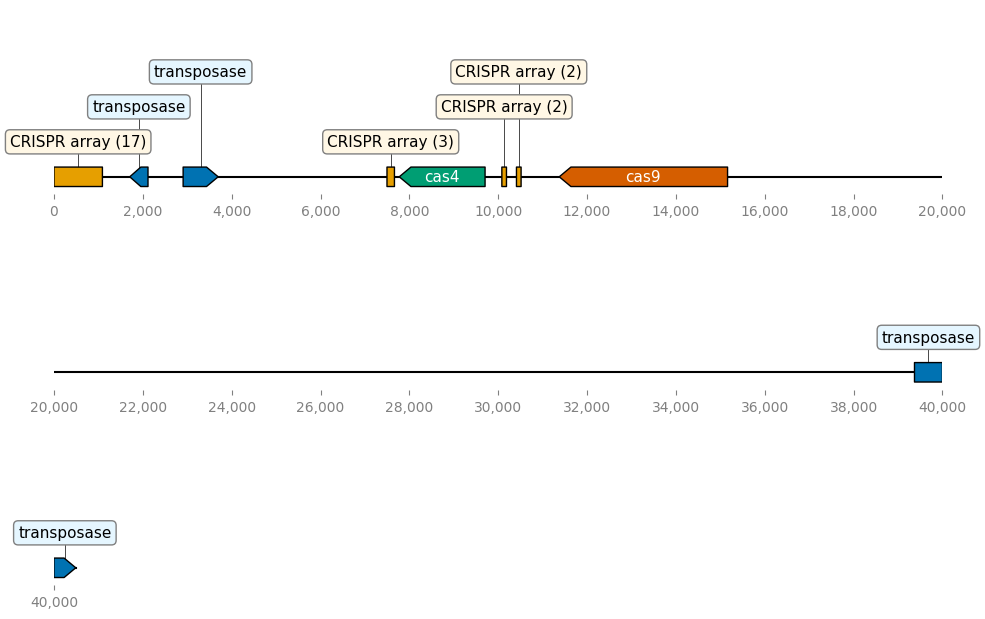 transposase
CRISPR array (2)
transposase
CRISPR array (2)
CRISPR array (17)
CRISPR array (3)
cas4
cas9
0
2,000
4,000
6,000
8,000
10,000
12,000
14,000
16,000
18,000
20,000
transposase
20,000
22,000
24,000
26,000
28,000
30,000
32,000
34,000
36,000
38,000
40,000
transposase
40,000